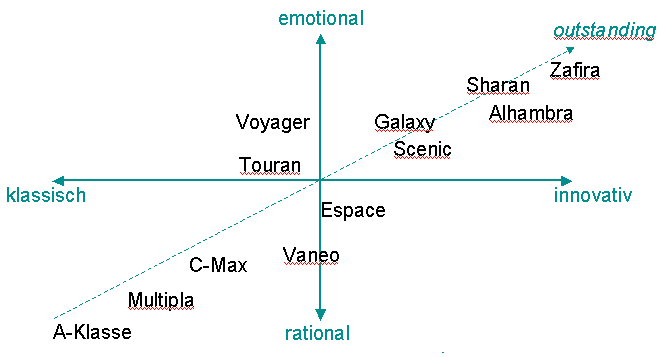 emotional
outstanding
Zafira
Sharan
Alhambra
Voyager
Galaxy
Scenic
Touran
klassisch
innovativ
Espace
Vaneo
C-Max
Multipla
A-Klasse
rational